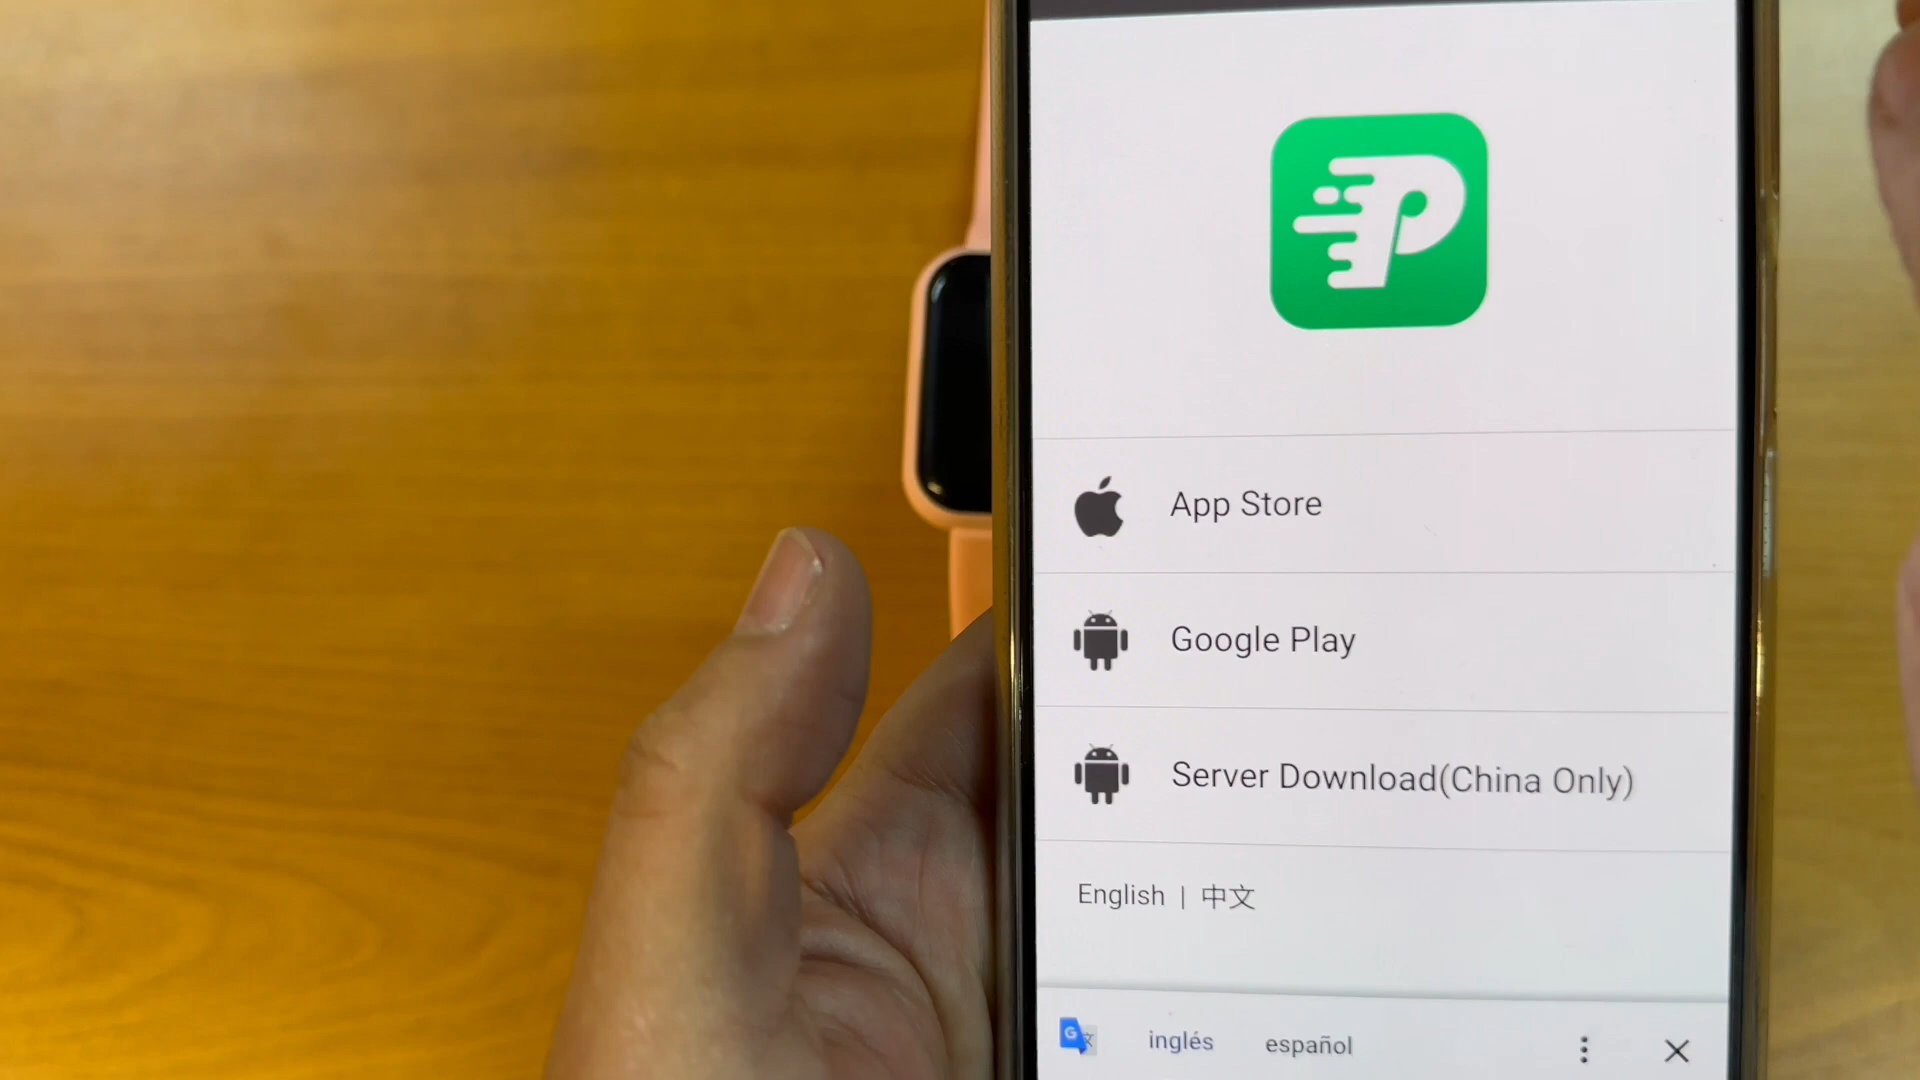 P
App Store
Google Play
Server Download(China Only)
English | 中文
inglés español